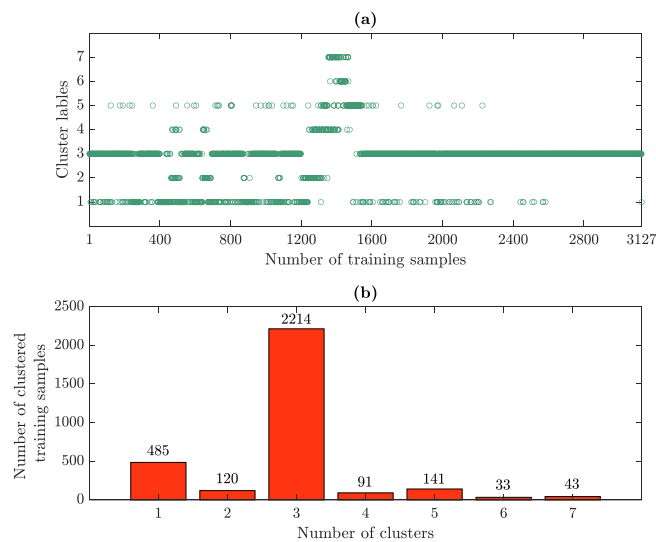 (a)
Cluster lables
7
6
5
4
3
2
1
1 400 800 1200 1600 2000 2400 2800 3127
Number of training samples
(b)
Number of clustered
training samples
2500
2000
1500
1000
500
0
485 120 2214 91 141 33 43
1 2 3 4 5 6 7
Number of clusters